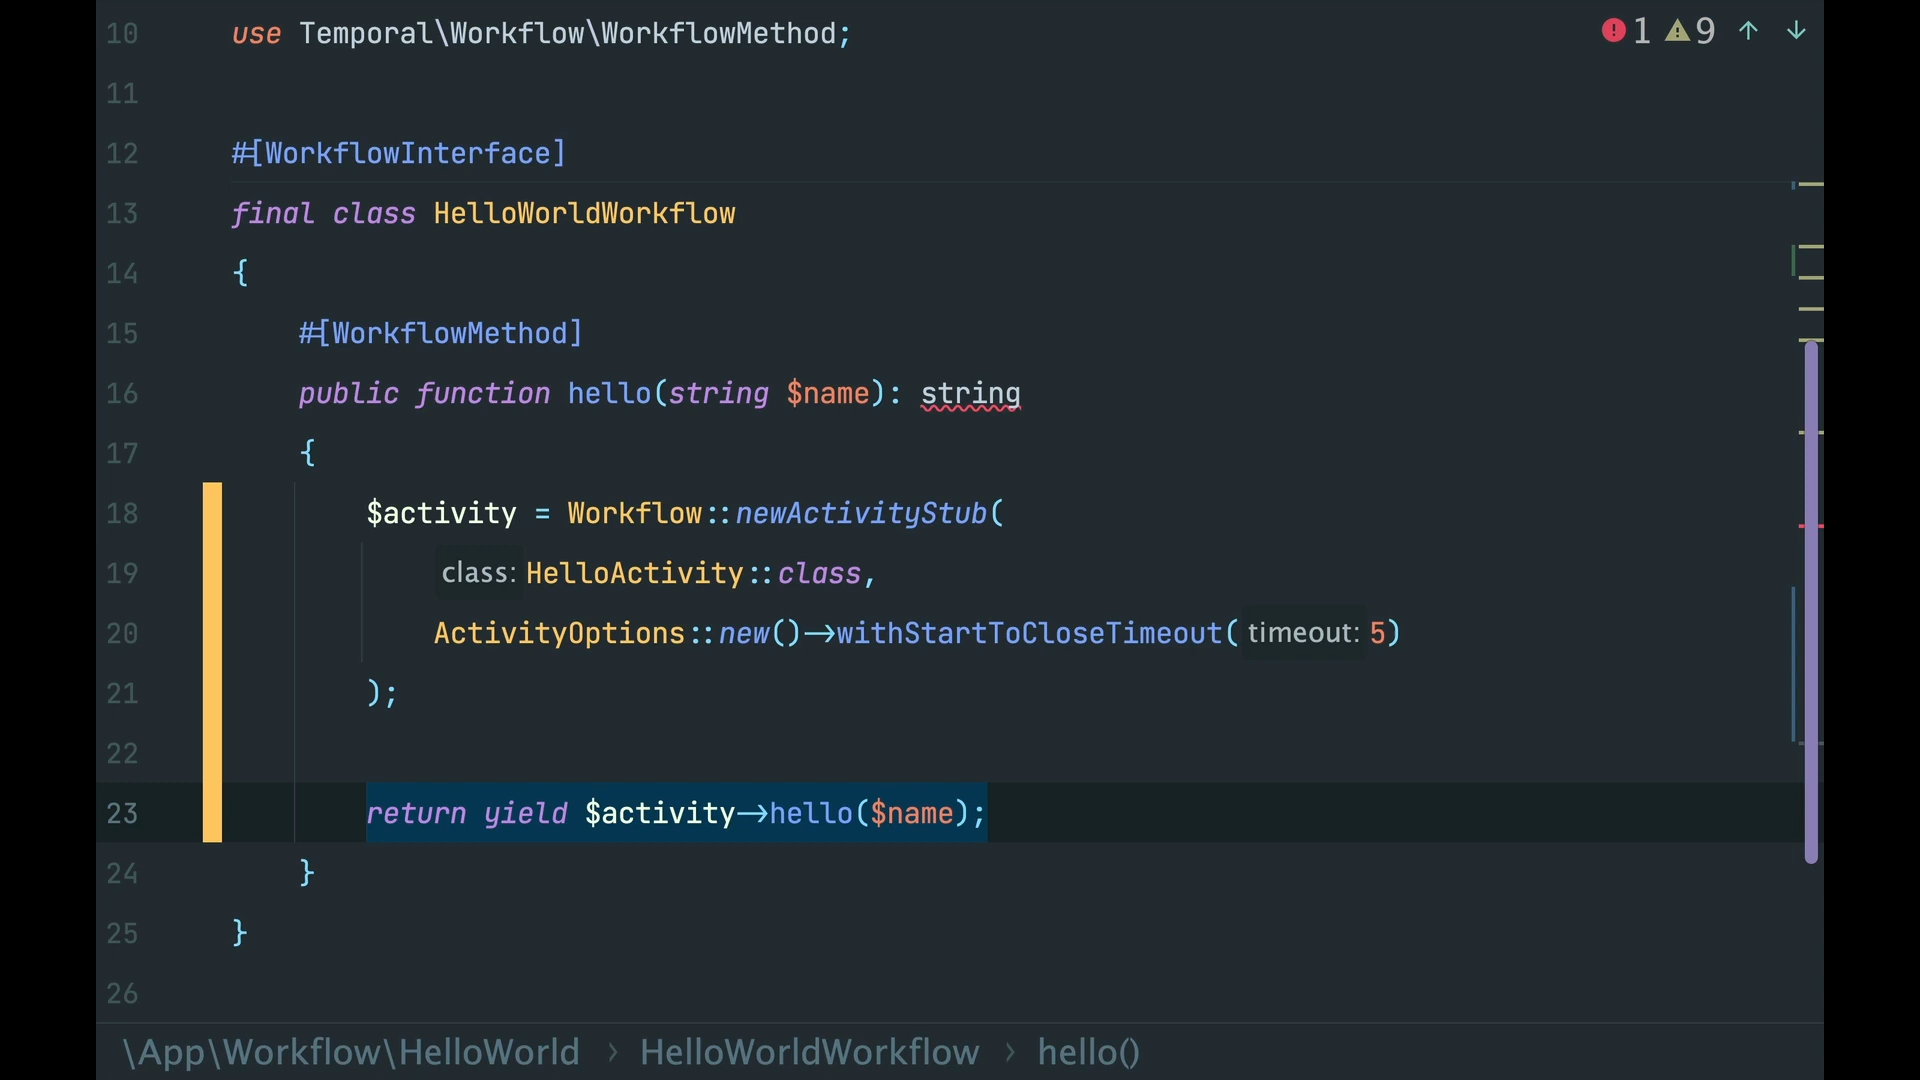 10 use Temporal\Workflow\WorkflowMethod; 1 9
11
12 #[WorkflowInterface]
13 final class HelloWorldWorkflow
14 {
15 #[WorkflowMethod]
16 public function hello(string $name): string
17 {
18 $activity = Workflow::newActivityStub(
19 class: HelloActivity::class,
20 ActivityOptions::new()->withStartToCloseTimeout( timeout: 5)
21 );
22
23 return yield $activity->hello($name);
24 }
25 }
26
\App\Workflow\HelloWorld › HelloWorldWorkflow › hello()